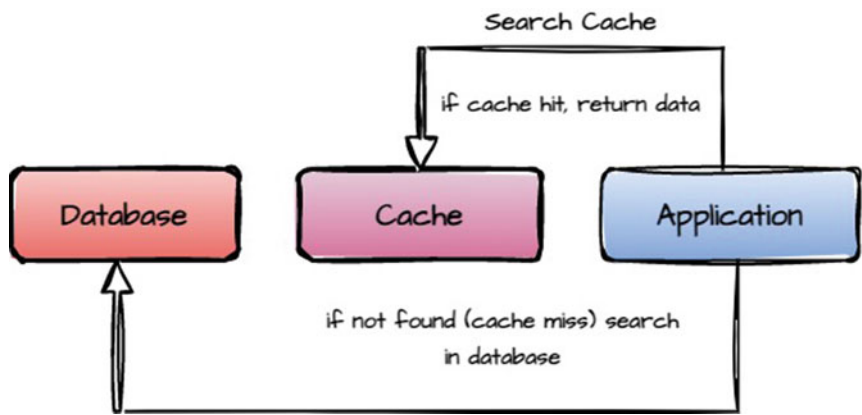 Search Cache
if cache hit, return data
Database
Cache
Application
if not found (cache miss) search
in database